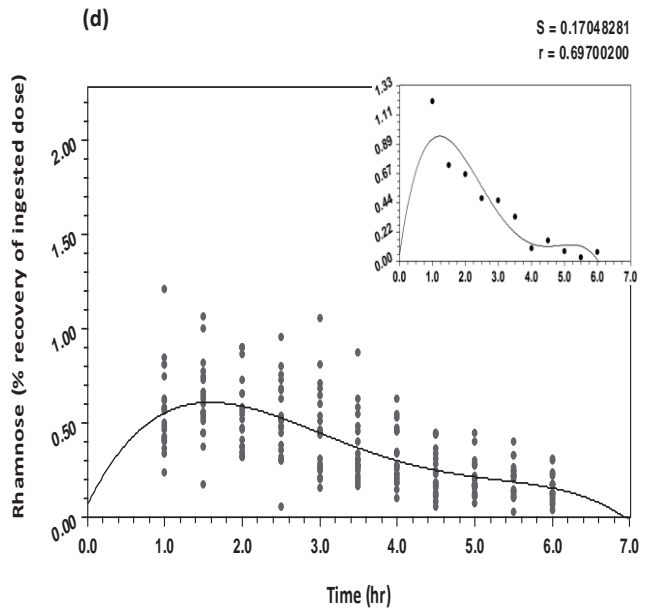 (d)
S = 0.17048281
r = 0.69700200
Rhamnose (% recovery of ingested dose)
2.00
1.50
1.00
0.50
0.00
0.0 1.0 2.0 3.0 4.0 5.0 6.0 7.0
Time (hr)
1.33
1.11
0.89
0.67
0.44
0.22
0.00
0.0 1.0 2.0 3.0 4.0 5.0 6.0 7.0